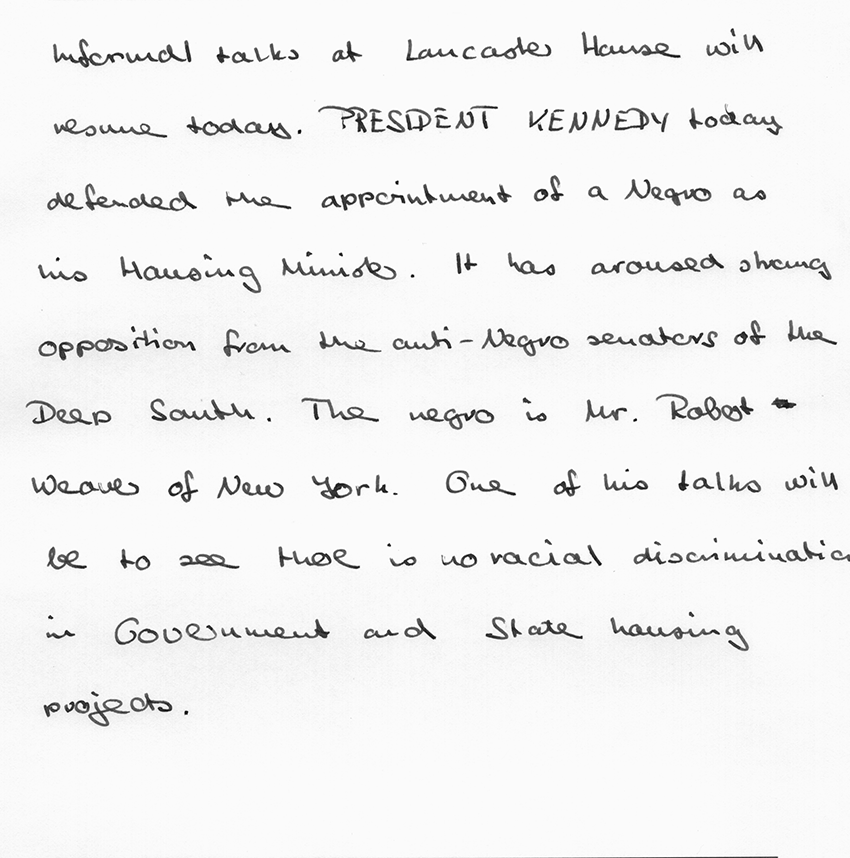 Informal talks at Lancaster House will
resume today. PRESIDENT KENNEDY today
defended the appointment of a Negro as
his Housing Minister. It has aroused strong
opposition from the anti-Negro senators of the
Deep South. The negro is Mr. Robert
Weaver of New York. One of his talks will
be to see there is no racial discriminatio
in Government and State housing
projects.